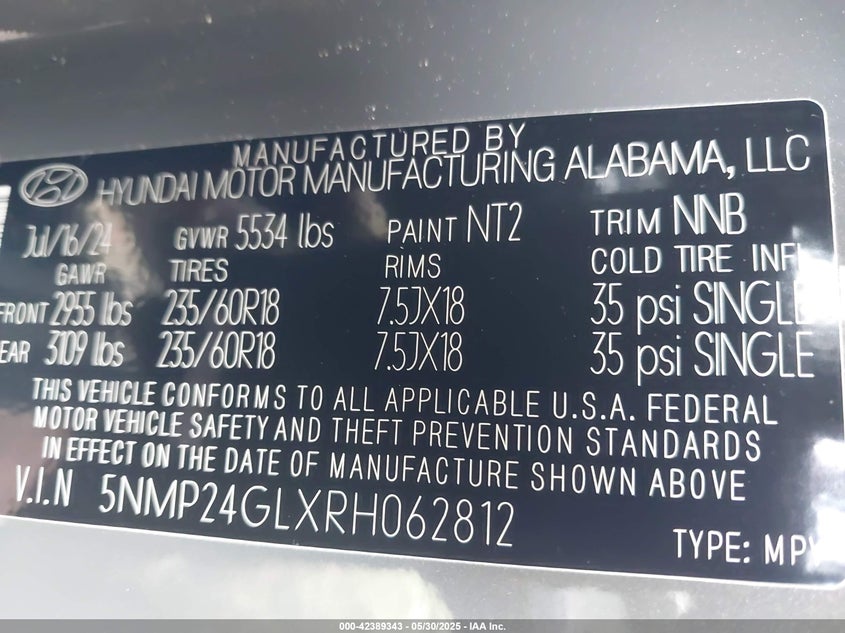 MANUFACTURED BY
HYUNDAI MOTOR MANUFACTURING ALABAMA, LLC
Jul/16/24 GVWR 5534 lbs PAINT NT2 TRIM NNB
GAWR TIRES RIMS COLD TIRE INFL
FRONT 2955 lbs 235/60R18 7.5JX18 35 psi SINGLE
EAR 3109 lbs 235/60R18 7.5JX18 35 psi SINGLE
THIS VEHICLE CONFORMS TO ALL APPLICABLE U.S.A. FEDERAL
MOTOR VEHICLE SAFETY AND THEFT PREVENTION STANDARDS
IN EFFECT ON THE DATE OF MANUFACTURE SHOWN ABOVE
V.I.N 5NMP24GLXRH062812
TYPE: MPV
000-42389343 — 05/30/2025 — IAA Inc.